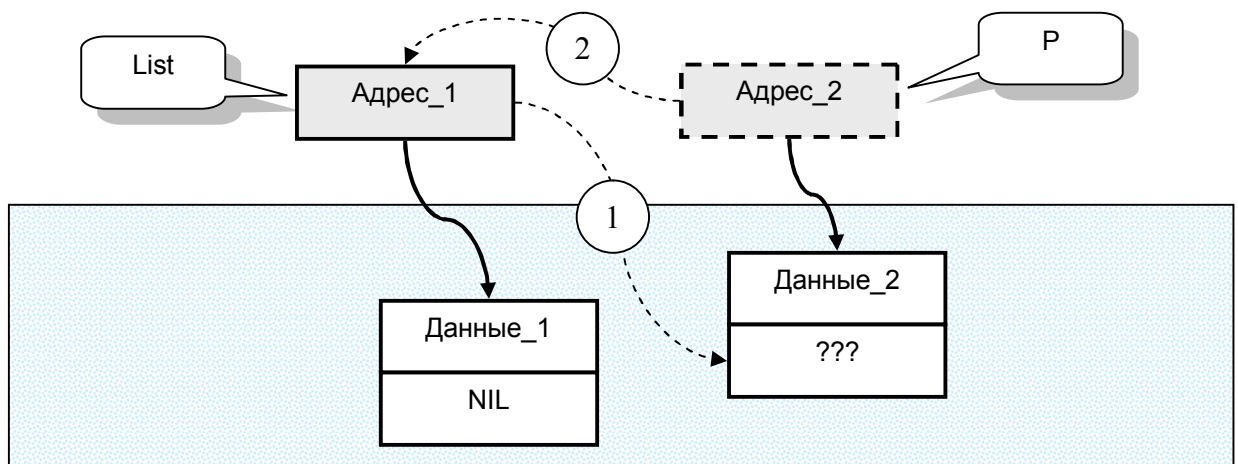 List
Адрес_1
2
Адрес_2
P
1
Данные_1
NIL
Данные_2
???